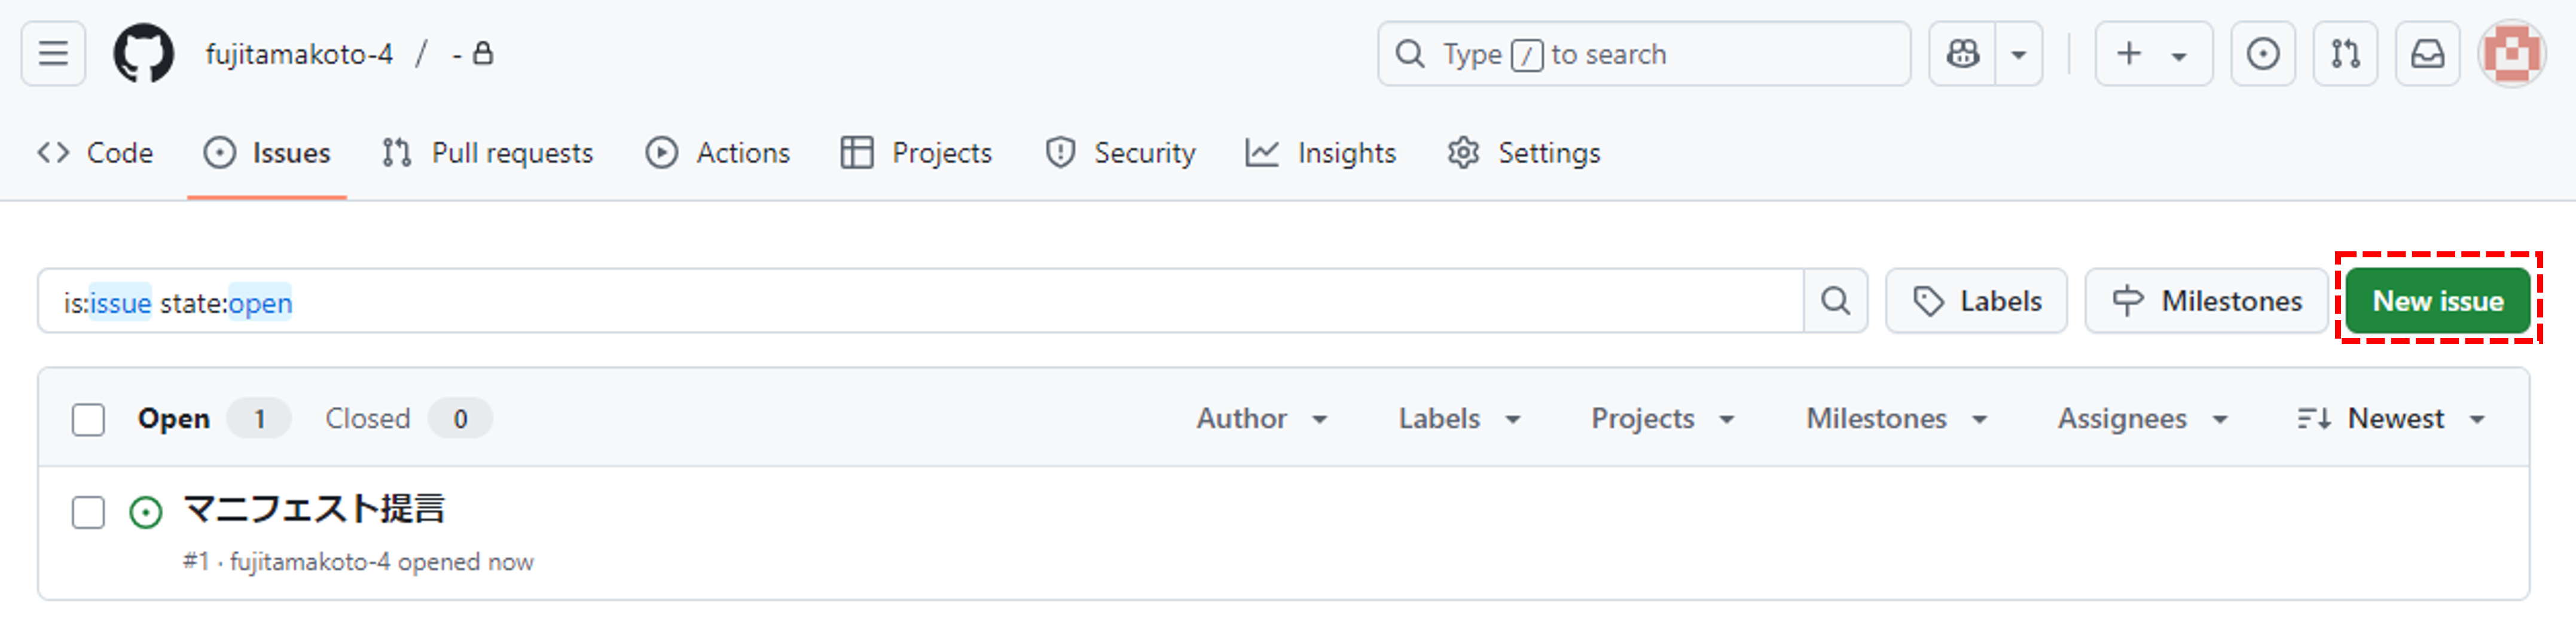 fujitamakoto-4 / -
Type / to search
Code Issues Pull requests Actions Projects Security Insights Settings
is:issue state:open
Labels Milestones New issue
Open 1 Closed 0 Author Labels Projects Milestones Assignees Newest
マニフェスト提言
#1 · fujitamakoto-4 opened now